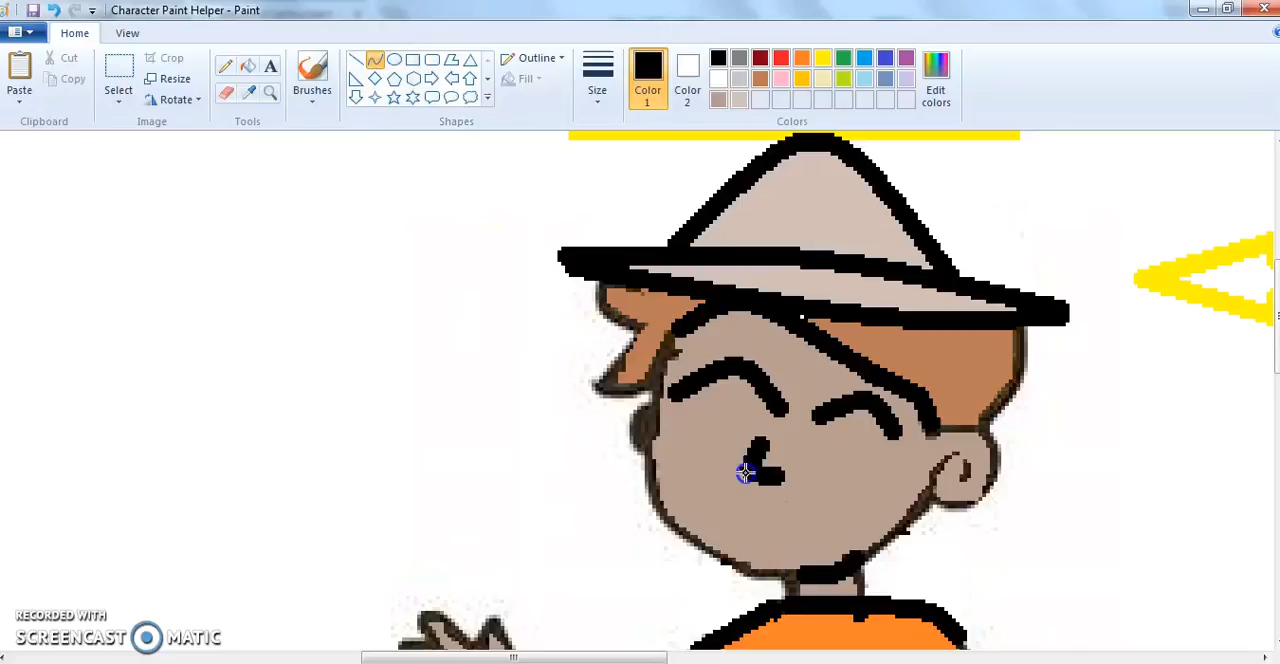 Character Paint Helper - Paint
Home View
Paste
Cut
Copy
Clipboard
Select
Crop
Resize
Rotate
Image
A
Tools
Brushes
Outline
Fill
Shapes
Size
Color 1
Color 2
Edit colors
Colors
RECORDED WITH
SCREENCAST MATIC